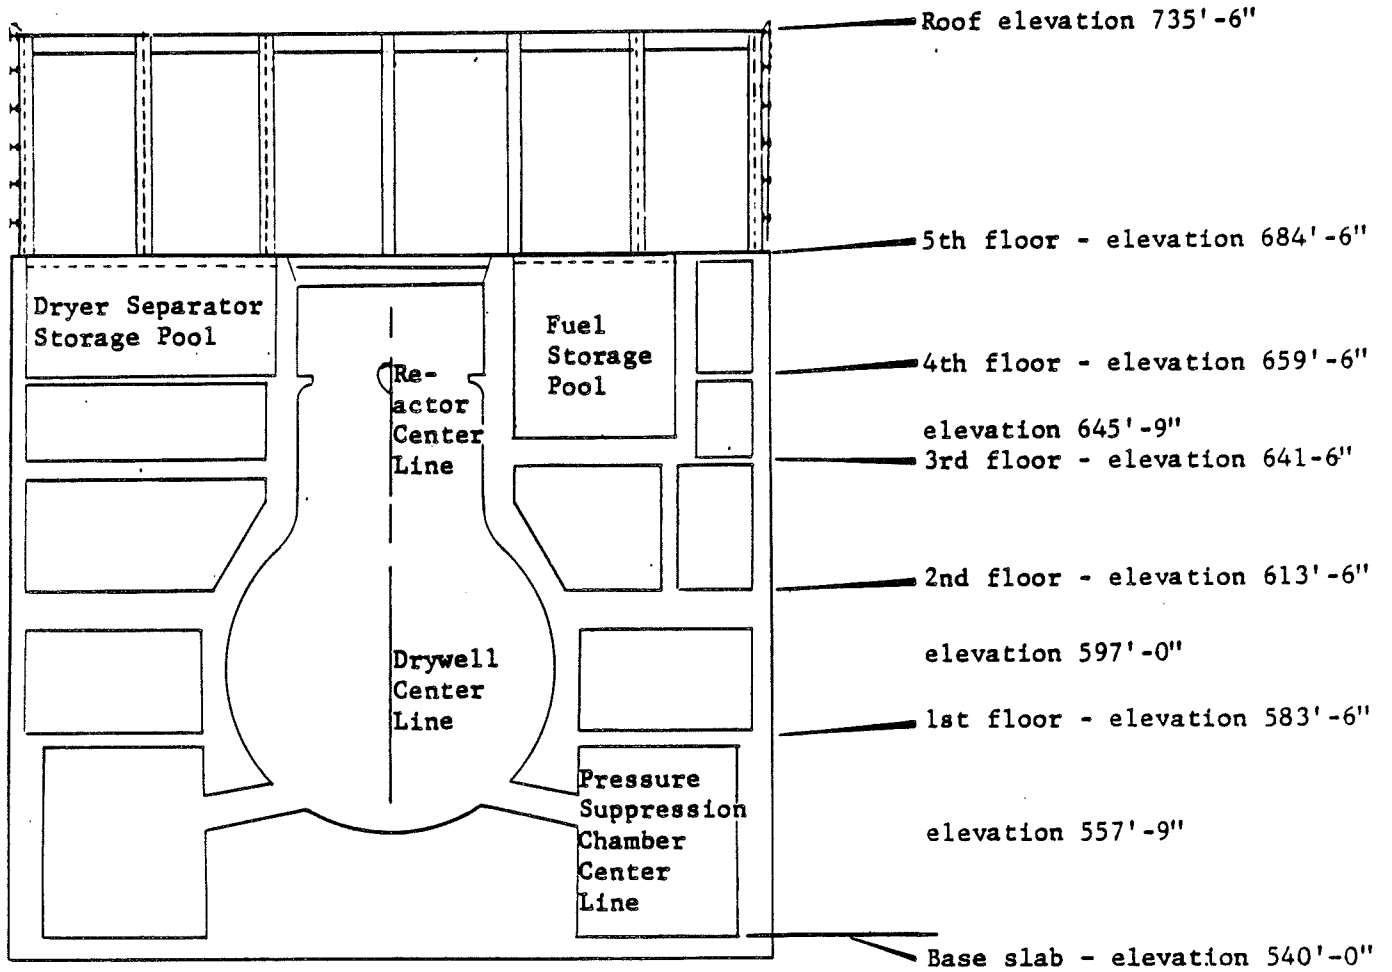 Roof elevation 735'-6"
5th floor - elevation 684'-6"
Dryer Separator
Storage Pool
Fuel
Storage
Pool
4th floor - elevation 659'-6"
Re-
actor
Center
Line
elevation 645'-9"
3rd floor - elevation 641-6"
2nd floor - elevation 613'-6"
Drywell
Center
Line
elevation 597'-0"
1st floor - elevation 583'-6"
Pressure
Suppression
Chamber
Center
Line
elevation 557'-9"
Base slab - elevation 540'-0"